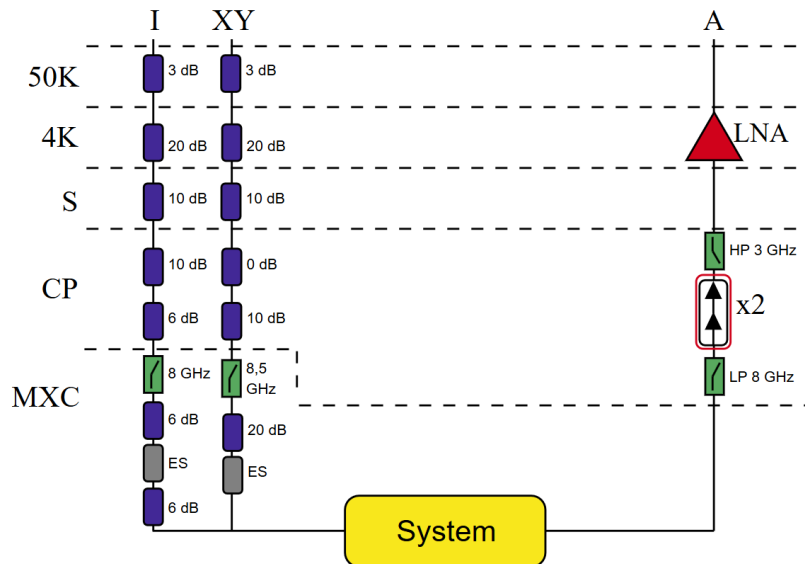 I XY A
50K 3 dB 3 dB
4K 20 dB 20 dB LNA
S 10 dB 10 dB
HP 3 GHz
CP 10 dB 0 dB
x2
6 dB 10 dB
8 GHz 8,5
GHz
LP 8 GHz
MXC 6 dB 20 dB
ES ES
6 dB
System